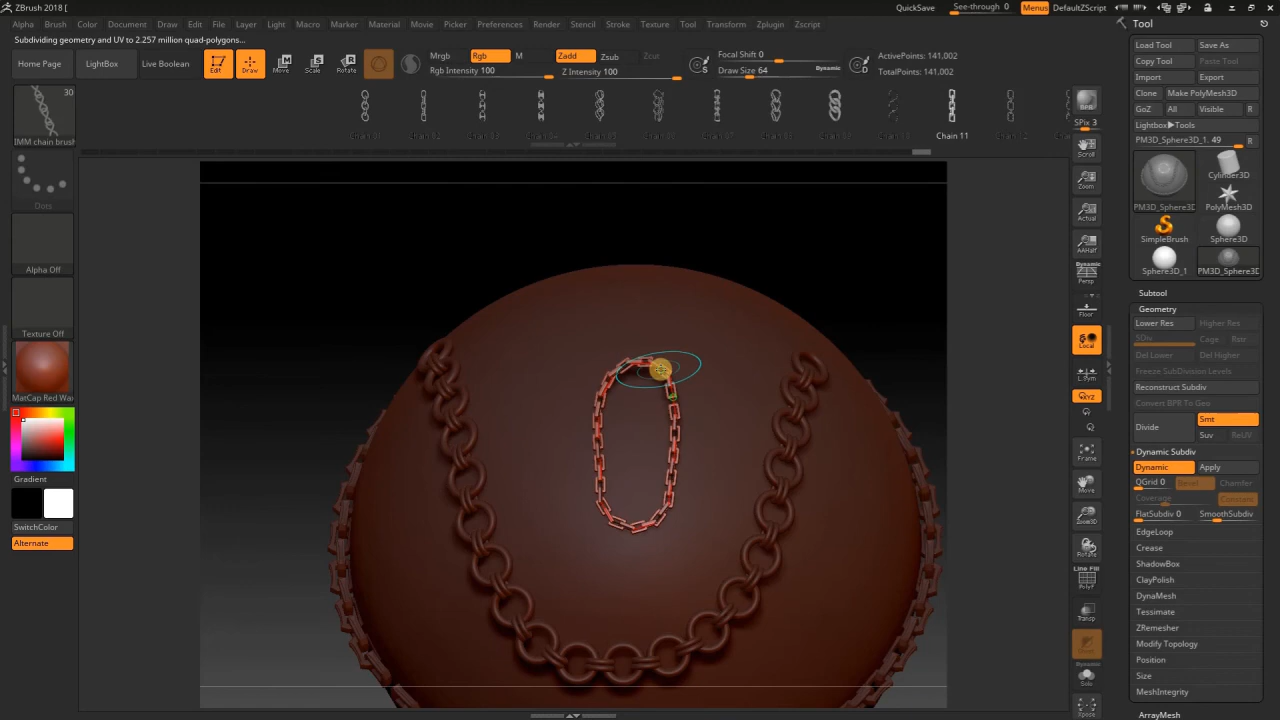 ZBrush 2018 [
QuickSave See-through 0 Menus DefaultZScript
Alpha Brush Color Document Draw Edit File Layer Light Macro Marker Material Movie Picker Preferences Render Stencil Stroke Texture Tool Transform Zplugin Zscript
Subdividing geometry and UV to 2.257 million quad-polygons...
Home Page LightBox Live Boolean Edit Draw Move Scale Rotate
Mrgb Rgb M Zadd Zsub Zcut
Rgb Intensity 100 Z Intensity 100
Focal Shift 0
Draw Size 64 Dynamic
S
D
ActivePoints: 141,002
TotalPoints: 141,002
30
IMM chain brush
Chain 11
Dots
Alpha Off
Texture Off
MatCap Red Wax
Gradient
SwitchColor
Alternate
BPR
SPix 3
Scroll
Zoom
Actual
AAHalf
Dynamic
Persp
Floor
Local
L.Sym
XYZ
Frame
Move
Zoom3D
Rotate
Line Fill
PolyF
Transp
Dynamic
Solo
Xpose
Tool
Load Tool Save As
Copy Tool Paste Tool
Import Export
Clone Make PolyMesh3D
GoZ All Visible R
Lightbox▶Tools
PM3D_Sphere3D_1. 49 R
PM3D_Sphere3D
Cylinder3D
PolyMesh3D
SimpleBrush
Sphere3D
Sphere3D_1
PM3D_Sphere3D
Subtool
Geometry
Lower Res Higher Res
SDiv Cage Rstr
Del Lower Del Higher
Freeze SubDivision Levels
Reconstruct Subdiv
Convert BPR To Geo
Divide Smt
Suv ReUV
Dynamic Subdiv
Dynamic Apply
QGrid 0 Bevel Chamfer
Coverage Constant
FlatSubdiv 0 SmoothSubdiv
EdgeLoop
Crease
ShadowBox
ClayPolish
DynaMesh
Tessimate
ZRemesher
Modify Topology
Position
Size
MeshIntegrity
ArrayMesh